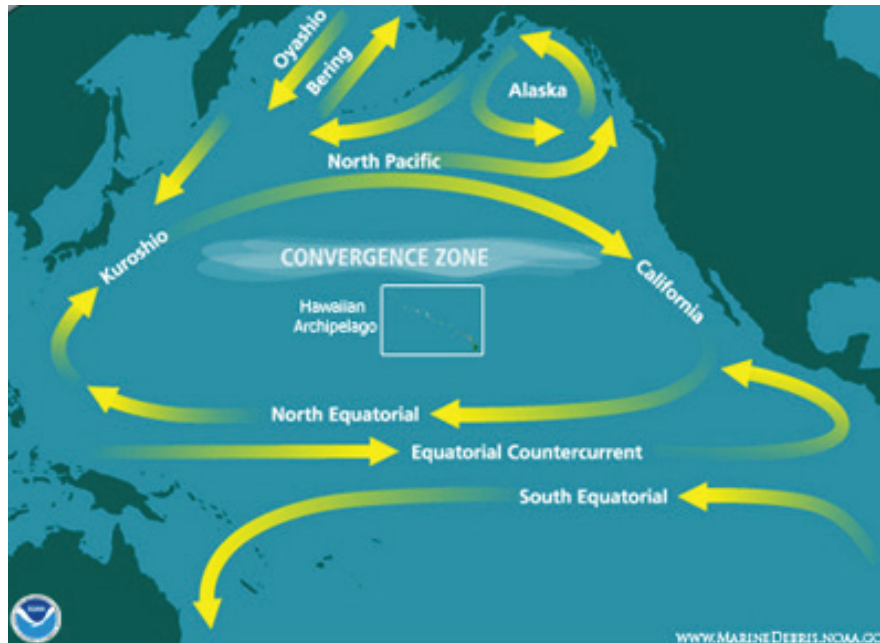 Oyashio
Bering
Alaska
North Pacific
Kuroshio
CONVERGENCE ZONE
California
Hawaiian
Archipelago
North Equatorial
Equatorial Countercurrent
South Equatorial
NOAA
www.MarineDebris.noaa.go